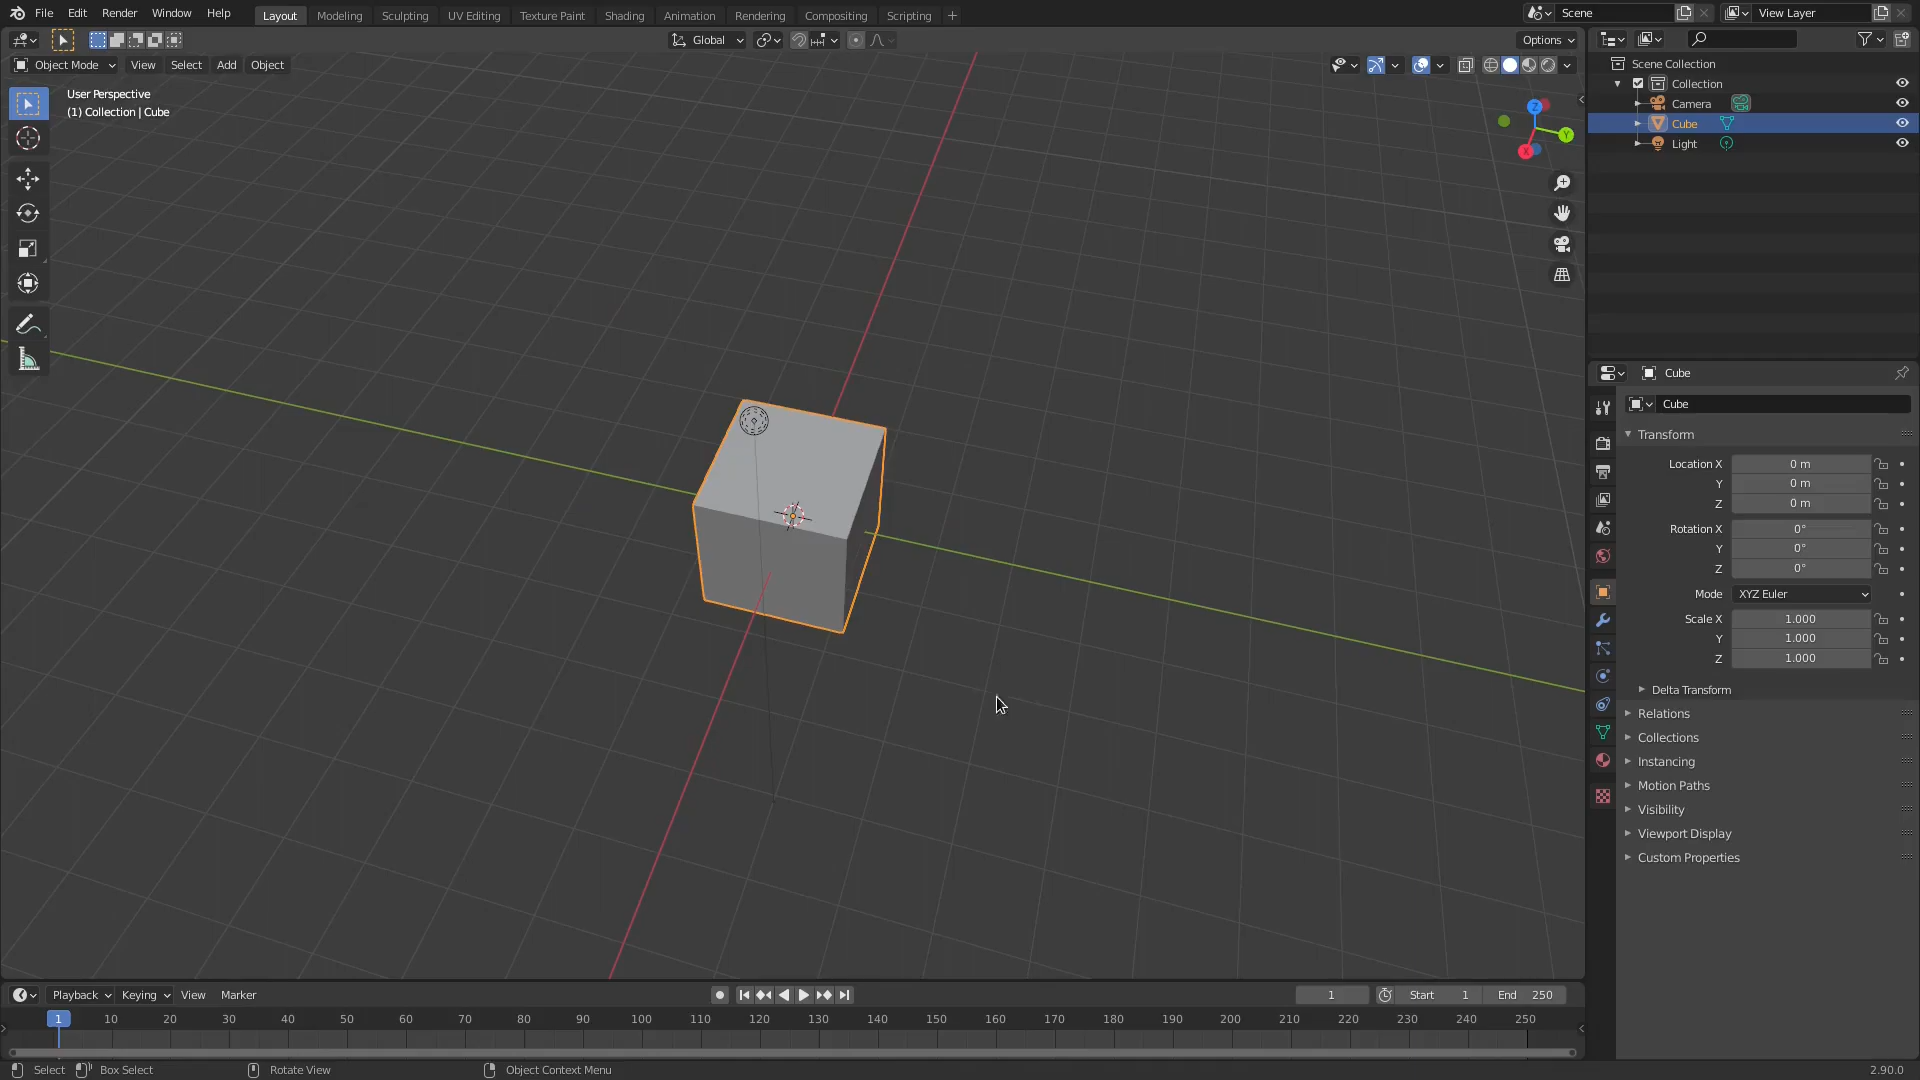 File Edit Render Window Help Layout Modeling Sculpting UV Editing Texture Paint Shading Animation Rendering Compositing Scripting + Scene View Layer
Global Options
Object Mode View Select Add Object
User Perspective
(1) Collection | Cube
Z
Y
X
Scene Collection
Collection
Camera
Cube
Light
Cube
Cube
Transform
Location X 0 m
Y 0 m
Z 0 m
Rotation X 0°
Y 0°
Z 0°
Mode XYZ Euler
Scale X 1.000
Y 1.000
Z 1.000
Delta Transform
Relations
Collections
Instancing
Motion Paths
Visibility
Viewport Display
Custom Properties
Playback Keying View Marker 1 Start 1 End 250
1 10 20 30 40 50 60 70 80 90 100 110 120 130 140 150 160 170 180 190 200 210 220 230 240 250
Select Box Select Rotate View Object Context Menu 2.90.0